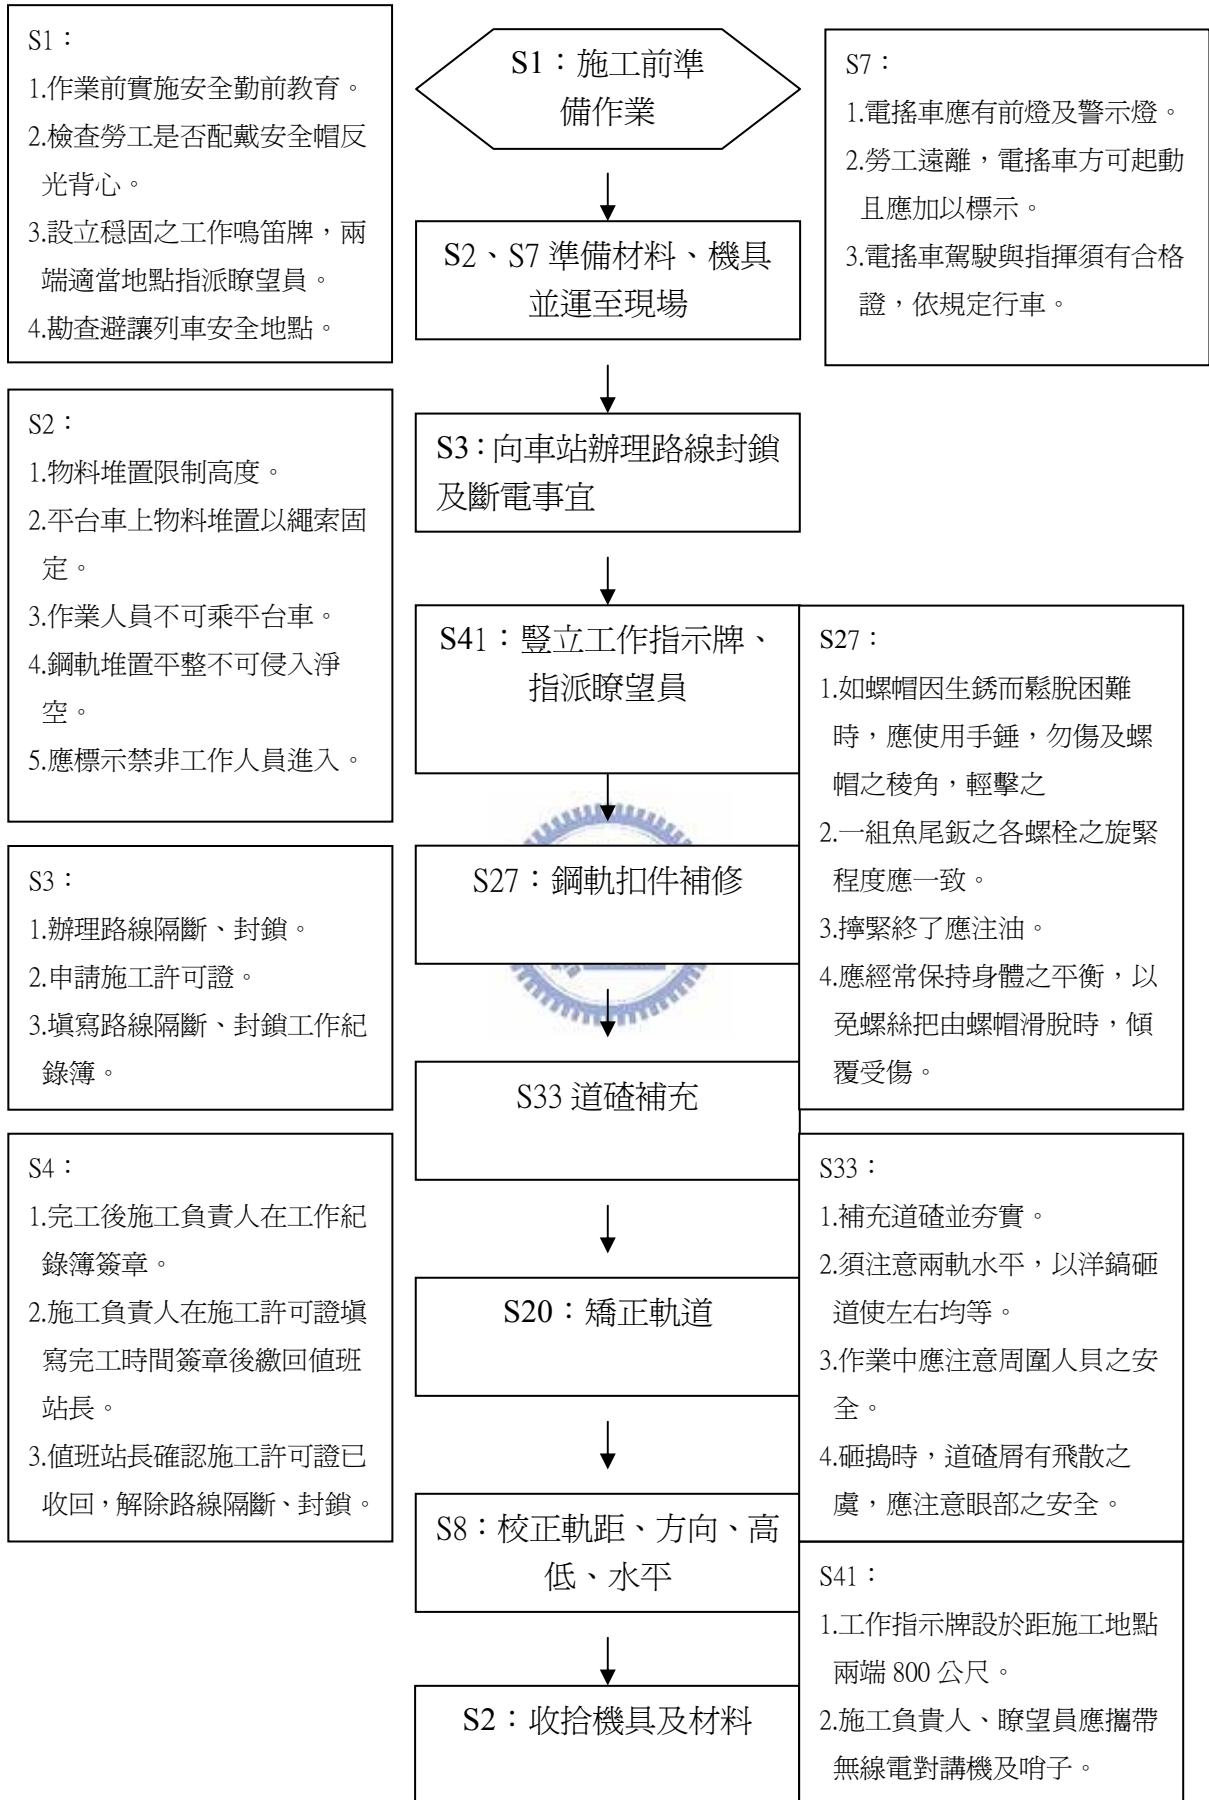 S1：
1.作業前實施安全勤前教育。
2.檢查勞工是否配戴安全帽反
光背心。
3.設立穩固之工作鳴笛牌，兩
端適當地點指派瞭望員。
4.勘查避讓列車安全地點。
S2：
1.物料堆置限制高度。
2.平台車上物料堆置以繩索固
定。
3.作業人員不可乘平台車。
4.鋼軌堆置平整不可侵入淨
空。
5.應標示禁非工作人員進入。
S3：
1.辦理路線隔斷、封鎖。
2.申請施工許可證。
3.填寫路線隔斷、封鎖工作紀
錄簿。
S4：
1.完工後施工負責人在工作紀
錄簿簽章。
2.施工負責人在施工許可證填
寫完工時間簽章後繳回值班
站長。
3.值班站長確認施工許可證已
收回，解除路線隔斷、封鎖。
S1：施工前準
備作業
S2、S7 準備材料、機具
並運至現場
S3：向車站辦理路線封鎖
及斷電事宜
S41：豎立工作指示牌、
指派瞭望員
S27：鋼軌扣件補修
S33 道碴補充
S20：矯正軌道
S8：校正軌距、方向、高
低、水平
S2：收拾機具及材料
S7：
1.電搖車應有前燈及警示燈。
2.勞工遠離，電搖車方可起動
且應加以標示。
3.電搖車駕駛與指揮須有合格
證，依規定行車。
S27：
1.如螺帽因生銹而鬆脫困難
時，應使用手錘，勿傷及螺
帽之稜角，輕擊之
2.一組魚尾鈑之各螺栓之旋緊
程度應一致。
3.擰緊終了應注油。
4.應經常保持身體之平衡，以
免螺絲把由螺帽滑脫時，傾
覆受傷。
S33：
1.補充道碴並夯實。
2.須注意兩軌水平，以洋鎬砸
道使左右均等。
3.作業中應注意周圍人貝之安
全。
4.砸搗時，道碴屑有飛散之
虞，應注意眼部之安全。
S41：
1.工作指示牌設於距施工地點
兩端 800 公尺。
2.施工負責人、瞭望員應攜帶
無線電對講機及哨子。